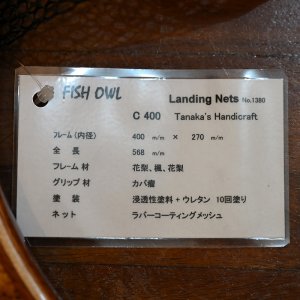 FISH OWL
Landing Nets No.1380
C 400 Tanaka's Handicraft
フレーム(内径) 400 m/m × 270 m/m
全長 568 m/m
フレーム材 花梨、楓、花梨
グリップ材 カバ瘤
塗装 浸透性塗料+ウレタン 10回塗り
ネット ラバーコーティングメッシュ